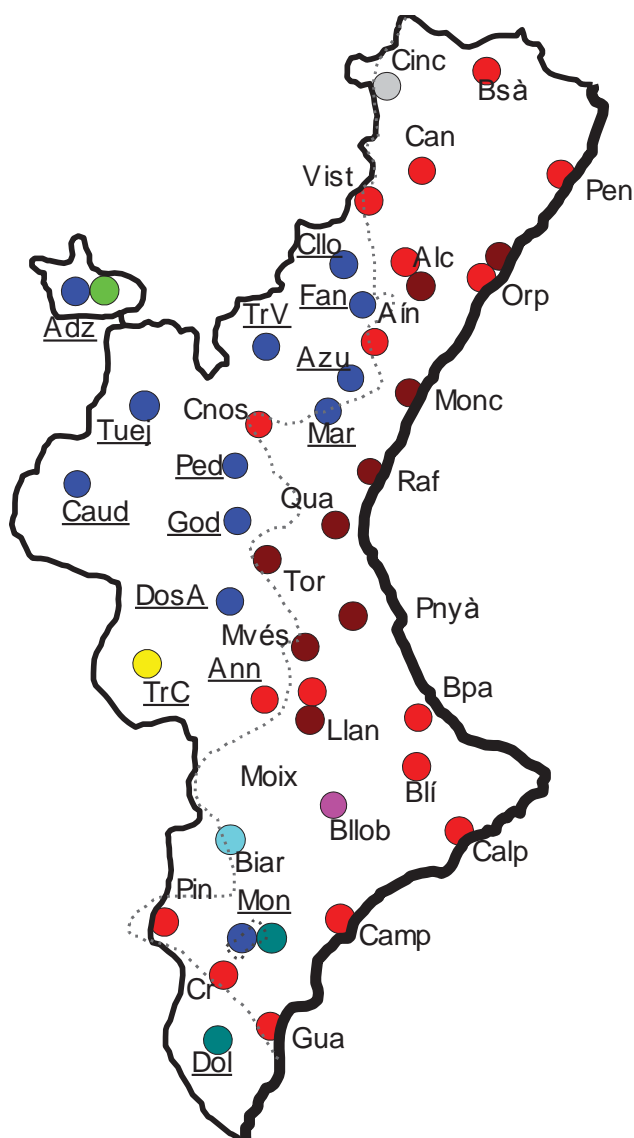 Cinc
Bsà
Can
Vist
Pen
Cllo
Alc
Fan
Orp
Adz
TrV
Aín
Azu
Monc
Cnos
Mar
Tuej
Ped
Raf
Caud
Qua
God
Tor
DosA
Pnyà
Mvés
Ann
TrC
Bpa
Llan
Moix
Blí
Bllob
Calp
Biar
Pin
Mon
Camp
Cr
Gua
Dol